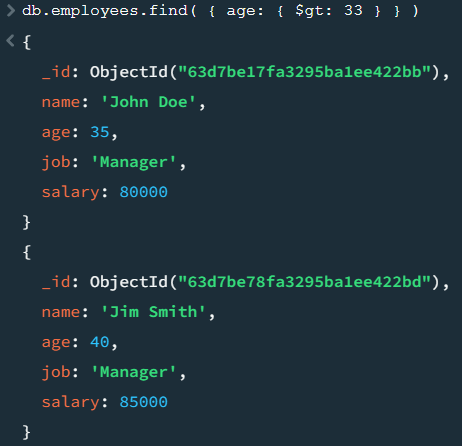 db.employees.find( { age: { $gt: 33 } } )
{
_id: ObjectId("63d7be17fa3295ba1ee422bb"),
name: 'John Doe',
age: 35,
job: 'Manager',
salary: 80000
}
{
_id: ObjectId("63d7be78fa3295ba1ee422bd"),
name: 'Jim Smith',
age: 40,
job: 'Manager',
salary: 85000
}